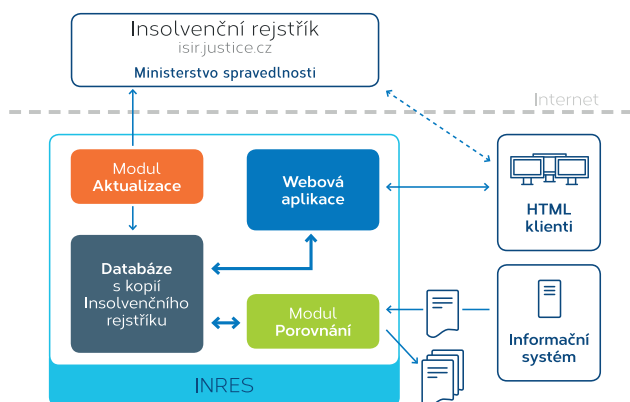 Insolvenční rejstřík
isir.justice.cz
Ministerstvo spravedlnosti
Internet
Modul
Aktualizace
Webová
aplikace
HTML
klienti
Databáze
s kopií
Insolvenčního
rejstříku
Modul
Porovnání
Informační
systém
INRES